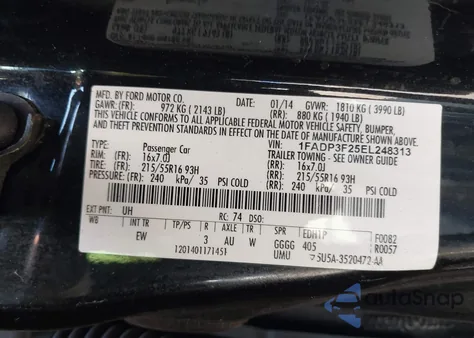 MFD. BY FORD MOTOR CO.
DATE: 01/14 GVWR: 1810 KG ( 3990 LB)
GAWR: (FR): 972 KG ( 2143 LB) (RR): 880 KG ( 1940 LB)
THIS VEHICLE CONFORMS TO ALL APPLICABLE FEDERAL MOTOR VEHICLE SAFETY, BUMPER,
AND THEFT PREVENTION STANDARDS IN EFFECT ON THE DATE OF MANUFACTURE
SHOWN ABOVE.
VIN: 1FADP3F25EL248313
TYPE: Passenger Car TRAILER TOWING - SEE OWNER GUIDE
RIM: (FR): 16x7.0J (RR): 16x7.0J
TIRE: (FR): 215/55R16 93H (RR): 215/55R16 93H
PRESSURE: (FR): 240 kPa/ 35 PSI COLD (RR): 240 kPa/ 35 PSI COLD
UH RC: 74 DSO:
WB INT TR TP/PS R AXLE TR SPR EDHTP F0082
EW 3 AU W GGGG 405 R0057
1201401171451 UMU 5U5A-3520472-AA
autoSnap